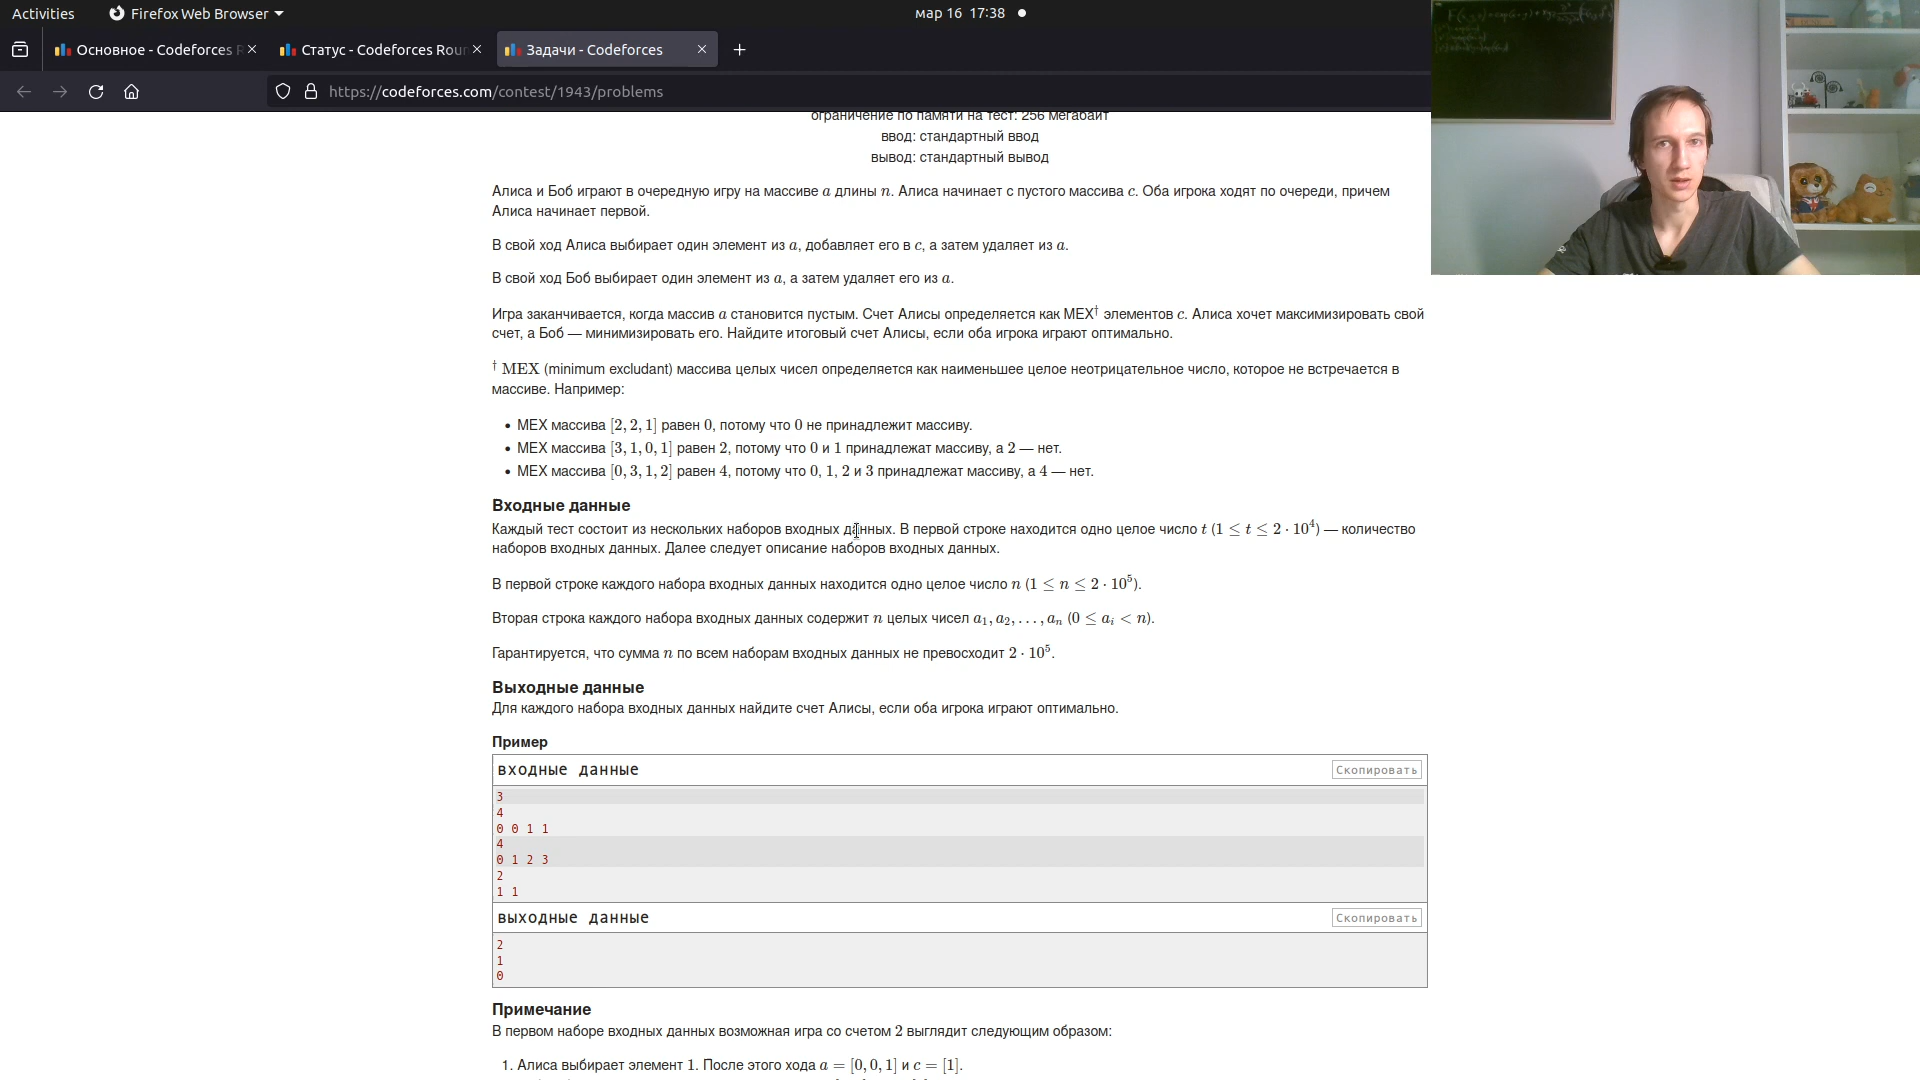 Activities
Firefox Web Browser
мар 16 17:38
Основное - Codeforces R
Статус - Codeforces Rour
Задачи - Codeforces
https://codeforces.com/contest/1943/problems
ограничение по памяти на тест: 256 мегабайт
ввод: стандартный ввод
вывод: стандартный вывод
Алиса и Боб играют в очередную игру на массиве a длины n. Алиса начинает с пустого массива c. Оба игрока ходят по очереди, причем
Алиса начинает первой.
В свой ход Алиса выбирает один элемент из a, добавляет его в c, а затем удаляет из a.
В свой ход Боб выбирает один элемент из a, а затем удаляет его из a.
Игра заканчивается, когда массив a становится пустым. Счет Алисы определяется как MEX† элементов c. Алиса хочет максимизировать свой
счет, а Боб — минимизировать его. Найдите итоговый счет Алисы, если оба игрока играют оптимально.
† MEX (minimum excludant) массива целых чисел определяется как наименьшее целое неотрицательное число, которое не встречается в
массиве. Например:
• MEX массива [2, 2, 1] равен 0, потому что 0 не принадлежит массиву.
• MEX массива [3, 1, 0, 1] равен 2, потому что 0 и 1 принадлежат массиву, а 2 — нет.
• MEX массива [0, 3, 1, 2] равен 4, потому что 0, 1, 2 и 3 принадлежат массиву, а 4 — нет.
Входные данные
Каждый тест состоит из нескольких наборов входных данных. В первой строке находится одно целое число t (1 ≤ t ≤ 2 · 10⁴) — количество
наборов входных данных. Далее следует описание наборов входных данных.
В первой строке каждого набора входных данных находится одно целое число n (1 ≤ n ≤ 2 · 10⁵).
Вторая строка каждого набора входных данных содержит n целых чисел a₁, a₂, . . . , aₙ (0 ≤ aᵢ < n).
Гарантируется, что сумма n по всем наборам входных данных не превосходит 2 · 10⁵.
Выходные данные
Для каждого набора входных данных найдите счет Алисы, если оба игрока играют оптимально.
Пример
входные данные
Скопировать
3
4
0 0 1 1
4
0 1 2 3
2
1 1
выходные данные
Скопировать
2
1
0
Примечание
В первом наборе входных данных возможная игра со счетом 2 выглядит следующим образом:
1. Алиса выбирает элемент 1. После этого хода a = [0, 0, 1] и c = [1].